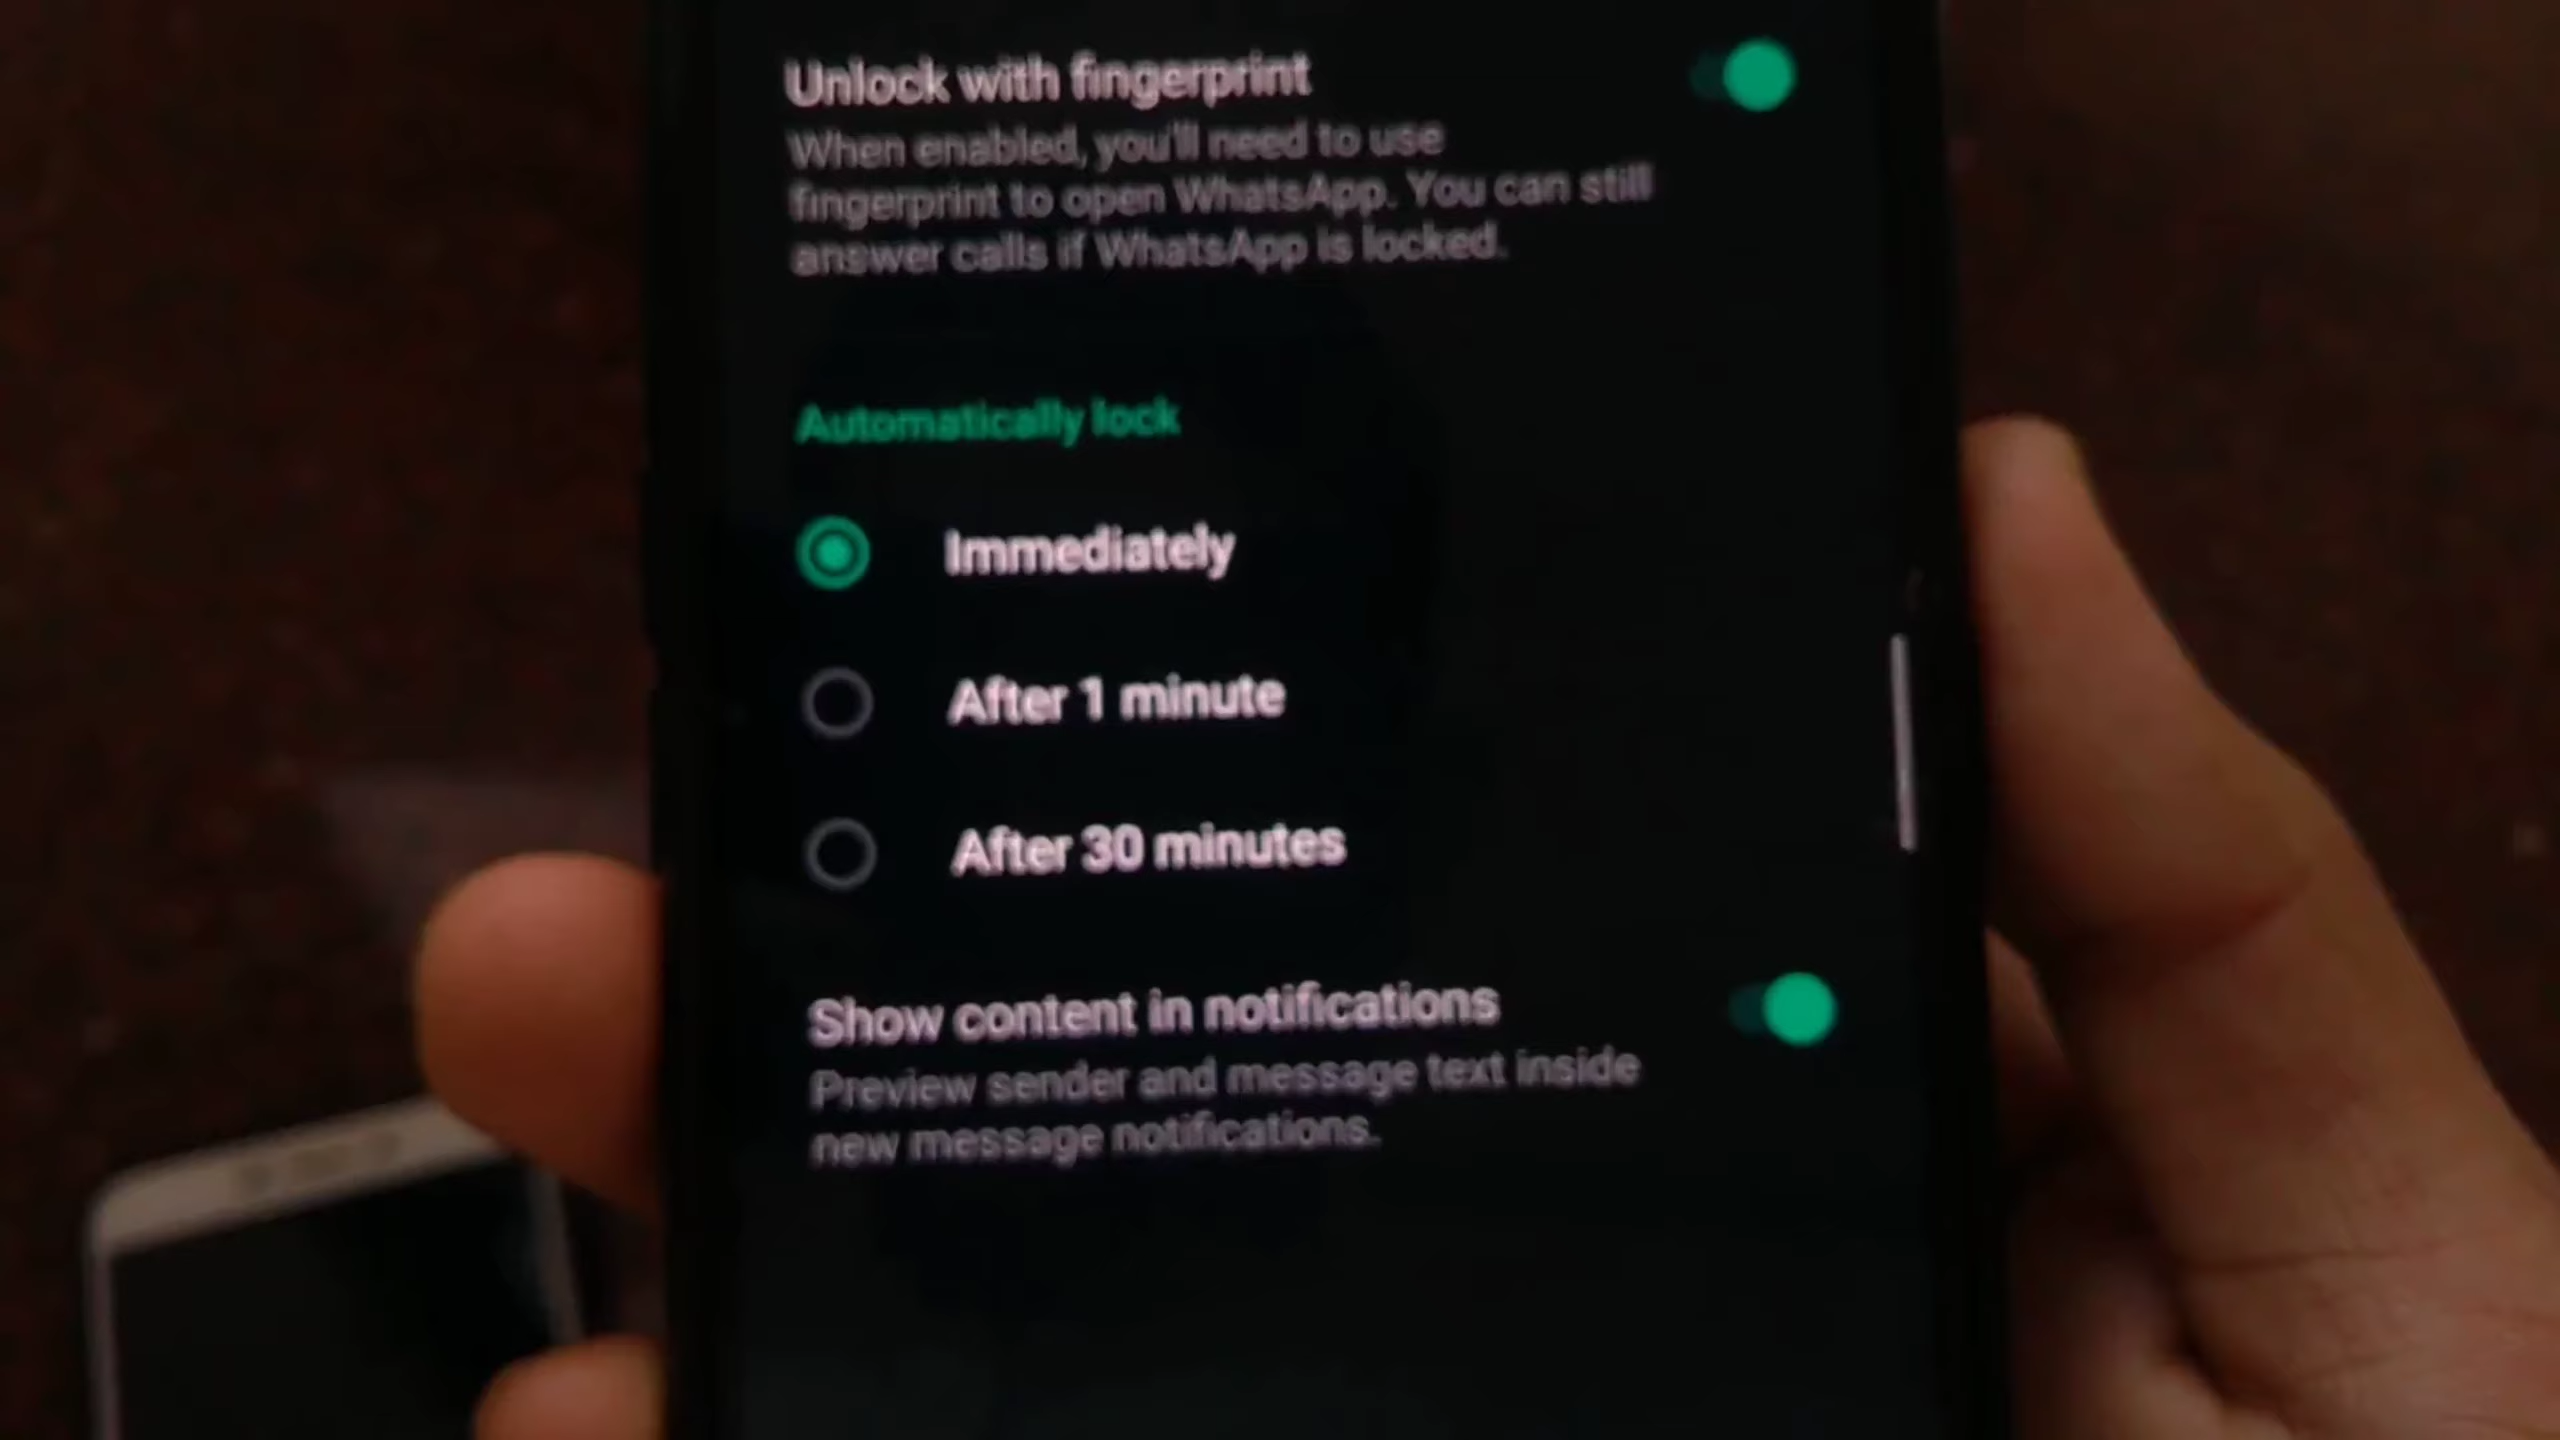 Unlock with fingerprint
When enabled, you'll need to use
fingerprint to open WhatsApp. You can still
answer calls if WhatsApp is locked.
Automatically lock
Immediately
After 1 minute
After 30 minutes
Show content in notifications
Preview sender and message text inside
new message notifications.